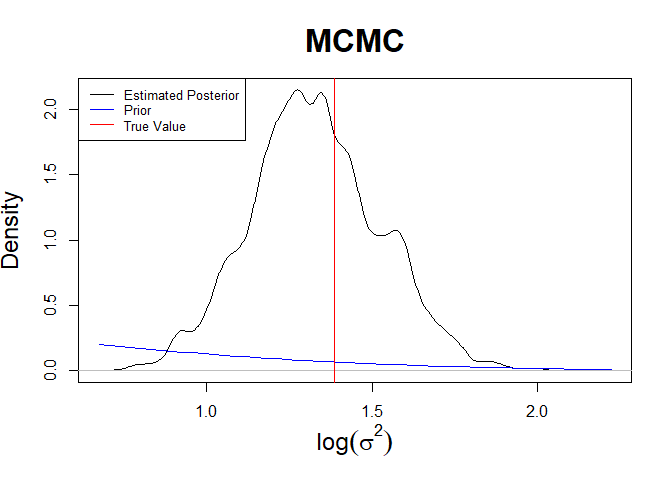 MCMC
Estimated Posterior
Prior
True Value
Density
2.0
1.5
1.0
0.5
0.0
1.0 1.5 2.0
log(σ²)